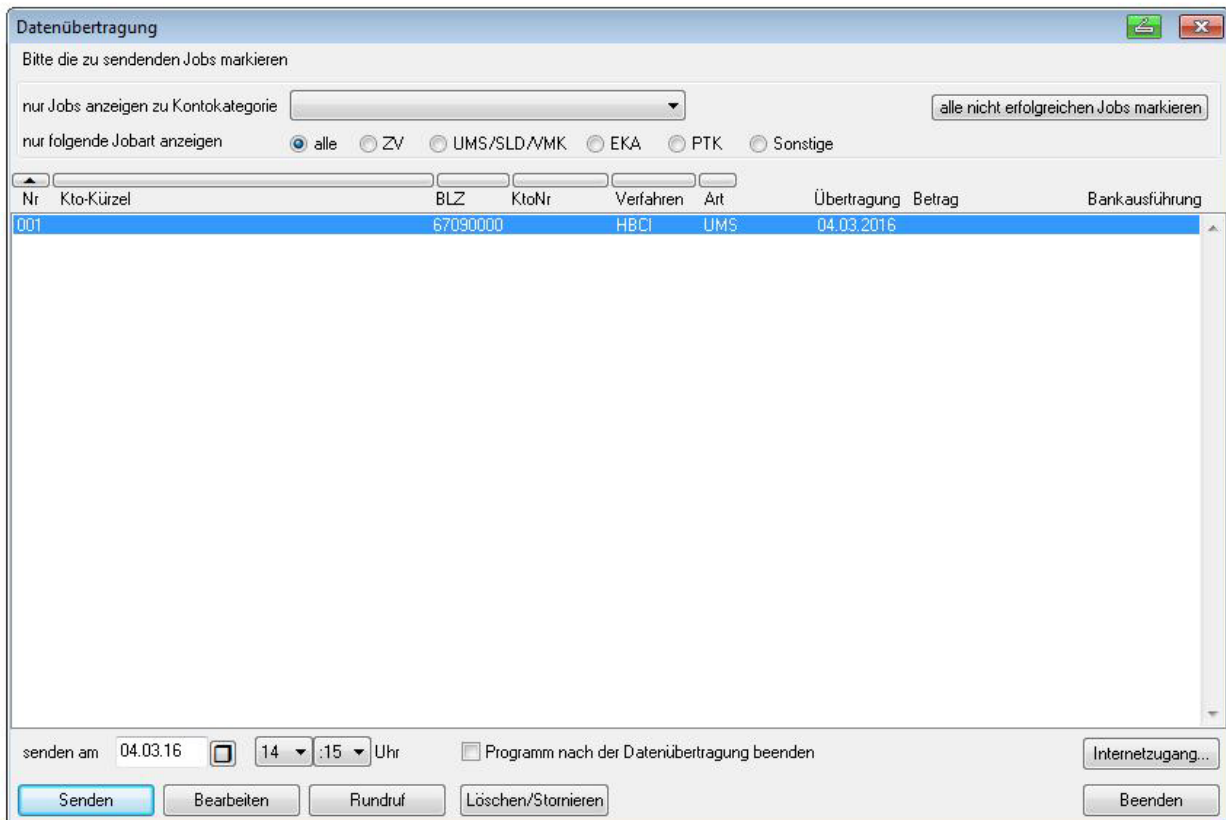 Datenübertragung
Bitte die zu sendenden Jobs markieren
nur Jobs anzeigen zu Kontokategorie alle nicht erfolgreichen Jobs markieren
nur folgende Jobart anzeigen alle ZV UMS/SLD/VMK EKA PTK Sonstige
Nr Kto-Kürzel BLZ KtoNr Verfahren Art Übertragung Betrag Bankausführung
001 67090000 HBCI UMS 04.03.2016
senden am 04.03.16 14 :15 Uhr Programm nach der Datenübertragung beenden Internetzugang...
Senden Bearbeiten Rundruf Löschen/Stornieren Beenden